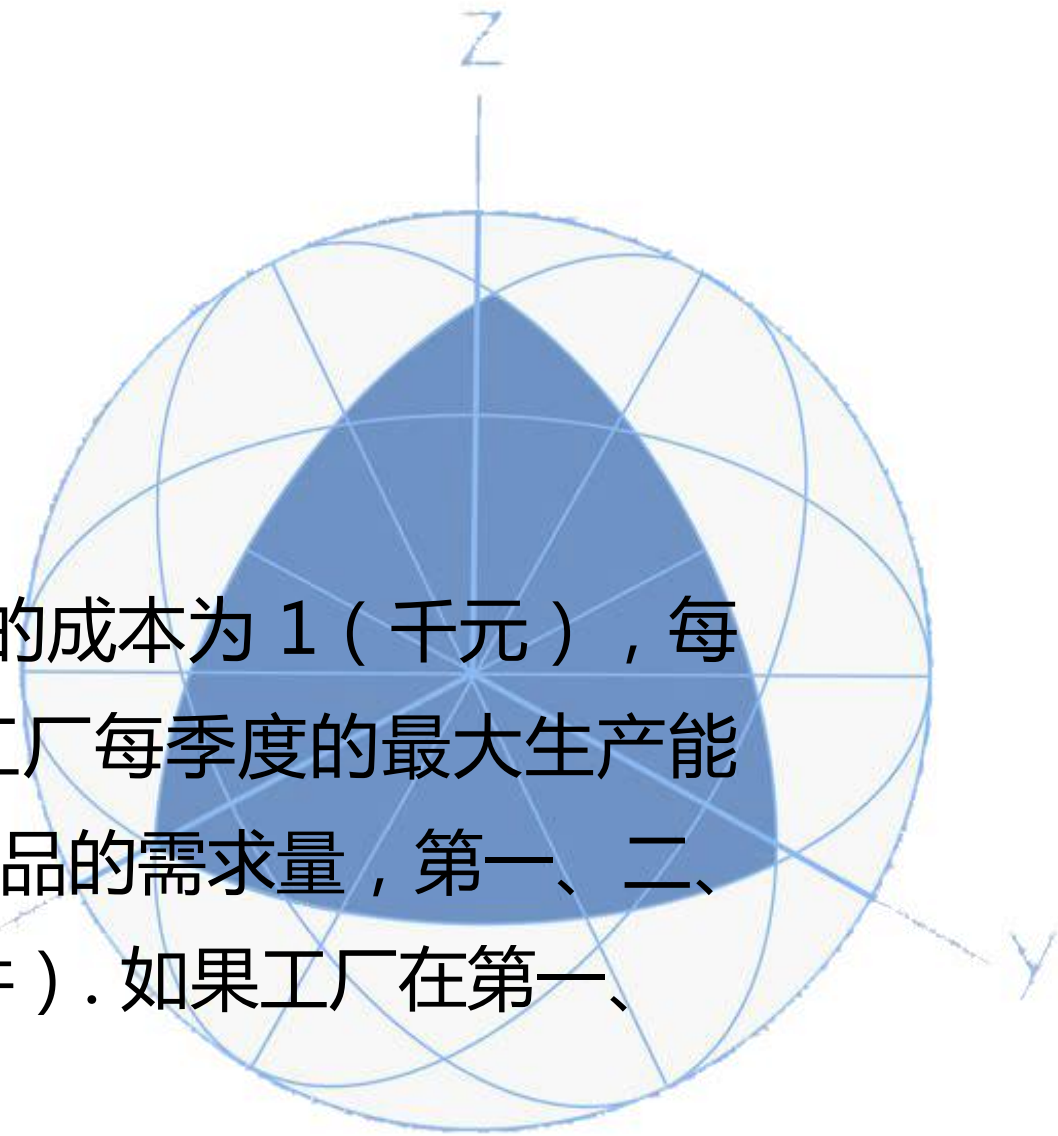 Z
的成本为 1（千元），每
工厂每季度的最大生产能
品的需求量，第一、二、
）. 如果工厂在第一、
Y